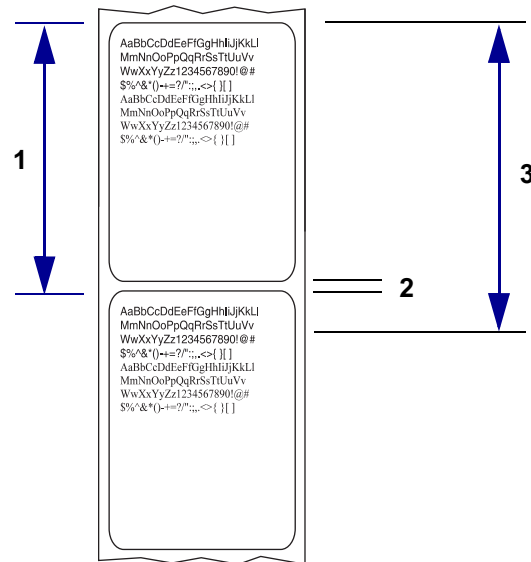 AaBbCcDdEeFfGgHhIiJjKkLl
MmNnOoPpQqRrSsTtUuVv
WwXxYyZz1234567890!@#
$%^&*()-+=?/":;,.<>{ }[ ]
AaBbCcDdEeFfGgHhIiJjKkLl
MmNnOoPpQqRrSsTtUuVv
WwXxYyZz1234567890!@#
$%^&*()-+=?/":;,.<>{ }[ ]
1
3
2
AaBbCcDdEeFfGgHhIiJjKkLl
MmNnOoPpQqRrSsTtUuVv
WwXxYyZz1234567890!@#
$%^&*()-+=?/":;,.<>{ }[ ]
AaBbCcDdEeFfGgHhIiJjKkLl
MmNnOoPpQqRrSsTtUuVv
WwXxYyZz1234567890!@#
$%^&*()-+=?/":;,.<>{ }[ ]